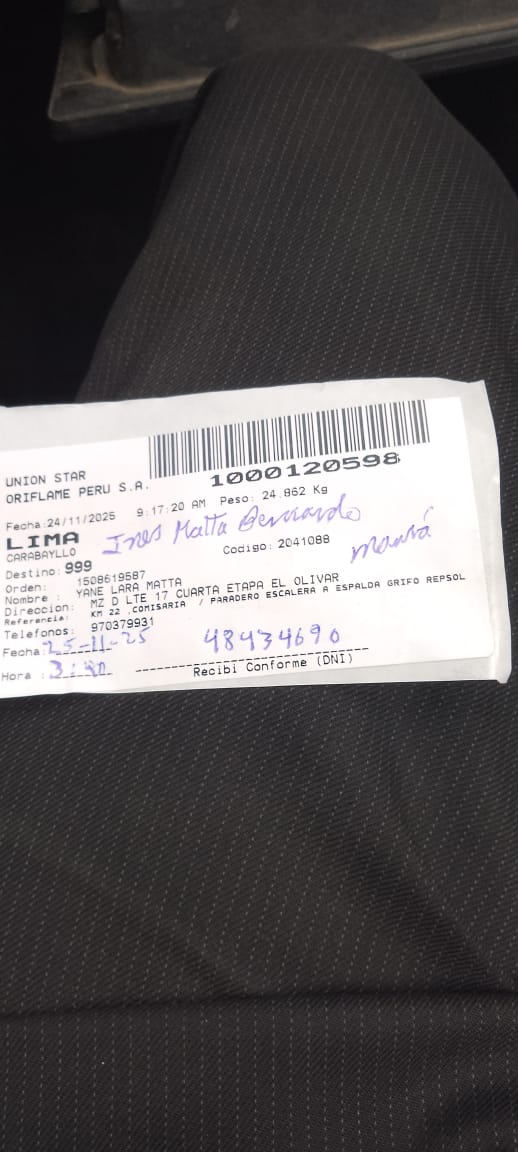 UNION STAR
ORIFLAME PERU S.A.
1000120598
Fecha:24/11/2025 9:17:20 AM Peso: 24.862 Kg
LIMA
CARABAYLLO
Ines Matta Bernardo
Codigo: 2041088
Destino: 999
Orden: 1508619587
Nombre : YANE LARA MATTA
Direccion: MZ D LTE 17 CUARTA ETAPA EL OLIVAR
Referencia: KM 22 .COMISARIA / PARADERO ESCALERA A ESPALDA GRIFO REPSOL
Telefonos: 970379931
Fecha: 25-11-25
48434690
Hora :
Recibi Conforme (DNI)